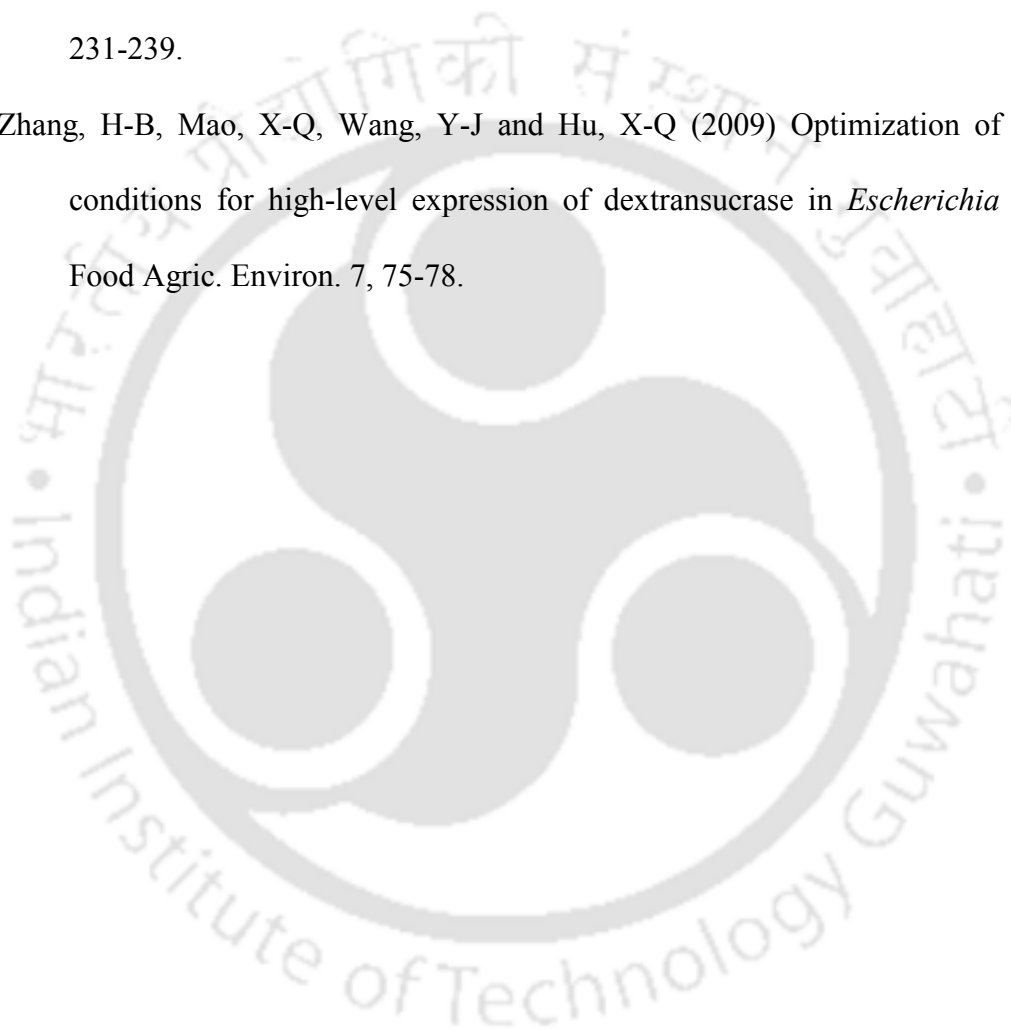 231-239.
Zhang, H-B, Mao, X-Q, Wang, Y-J and Hu, X-Q (2009) Optimization of
conditions for high-level expression of dextransucrase in Escherichia
Food Agric. Environ. 7, 75-78.
भारतीय प्रौद्योगिकी संस्थान गुवाहाटी
Indian Institute of Technology Guwahati